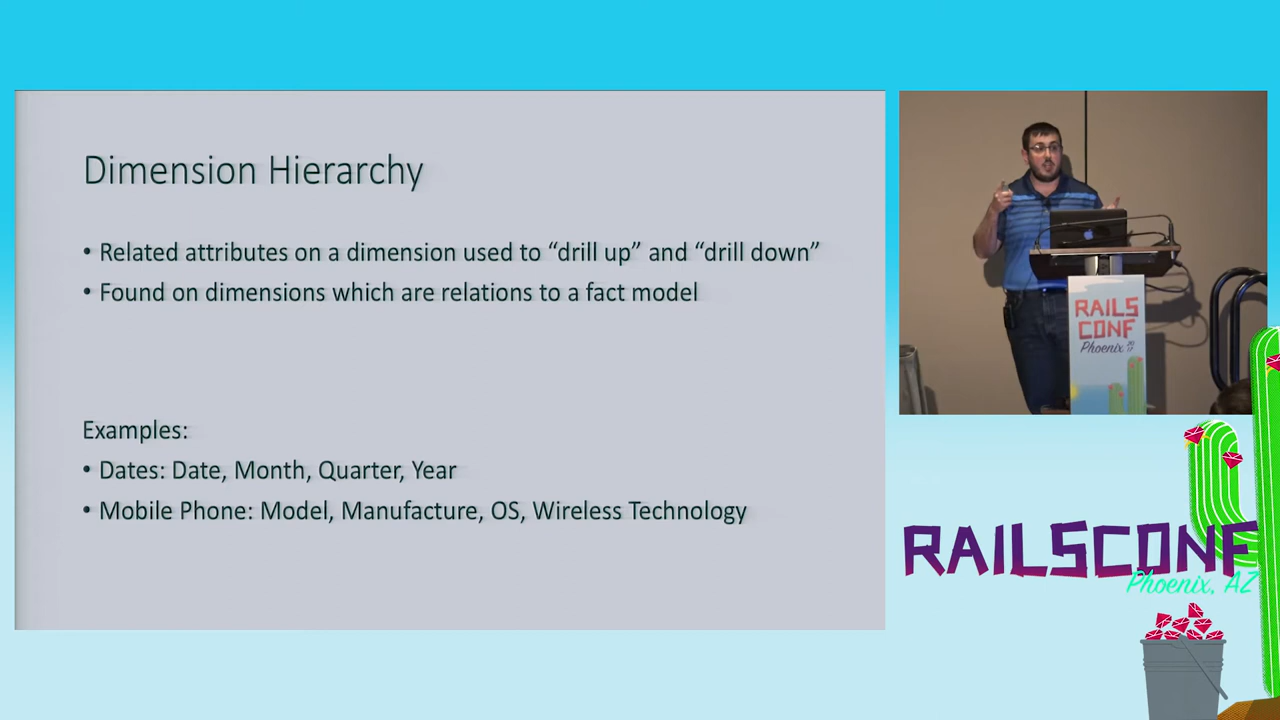 Dimension Hierarchy
• Related attributes on a dimension used to “drill up” and “drill down”
• Found on dimensions which are relations to a fact model
Examples:
• Dates: Date, Month, Quarter, Year
• Mobile Phone: Model, Manufacture, OS, Wireless Technology
RAILS
CONF
Phoenix 20
17
RAILSCONF
Phoenix, AZ